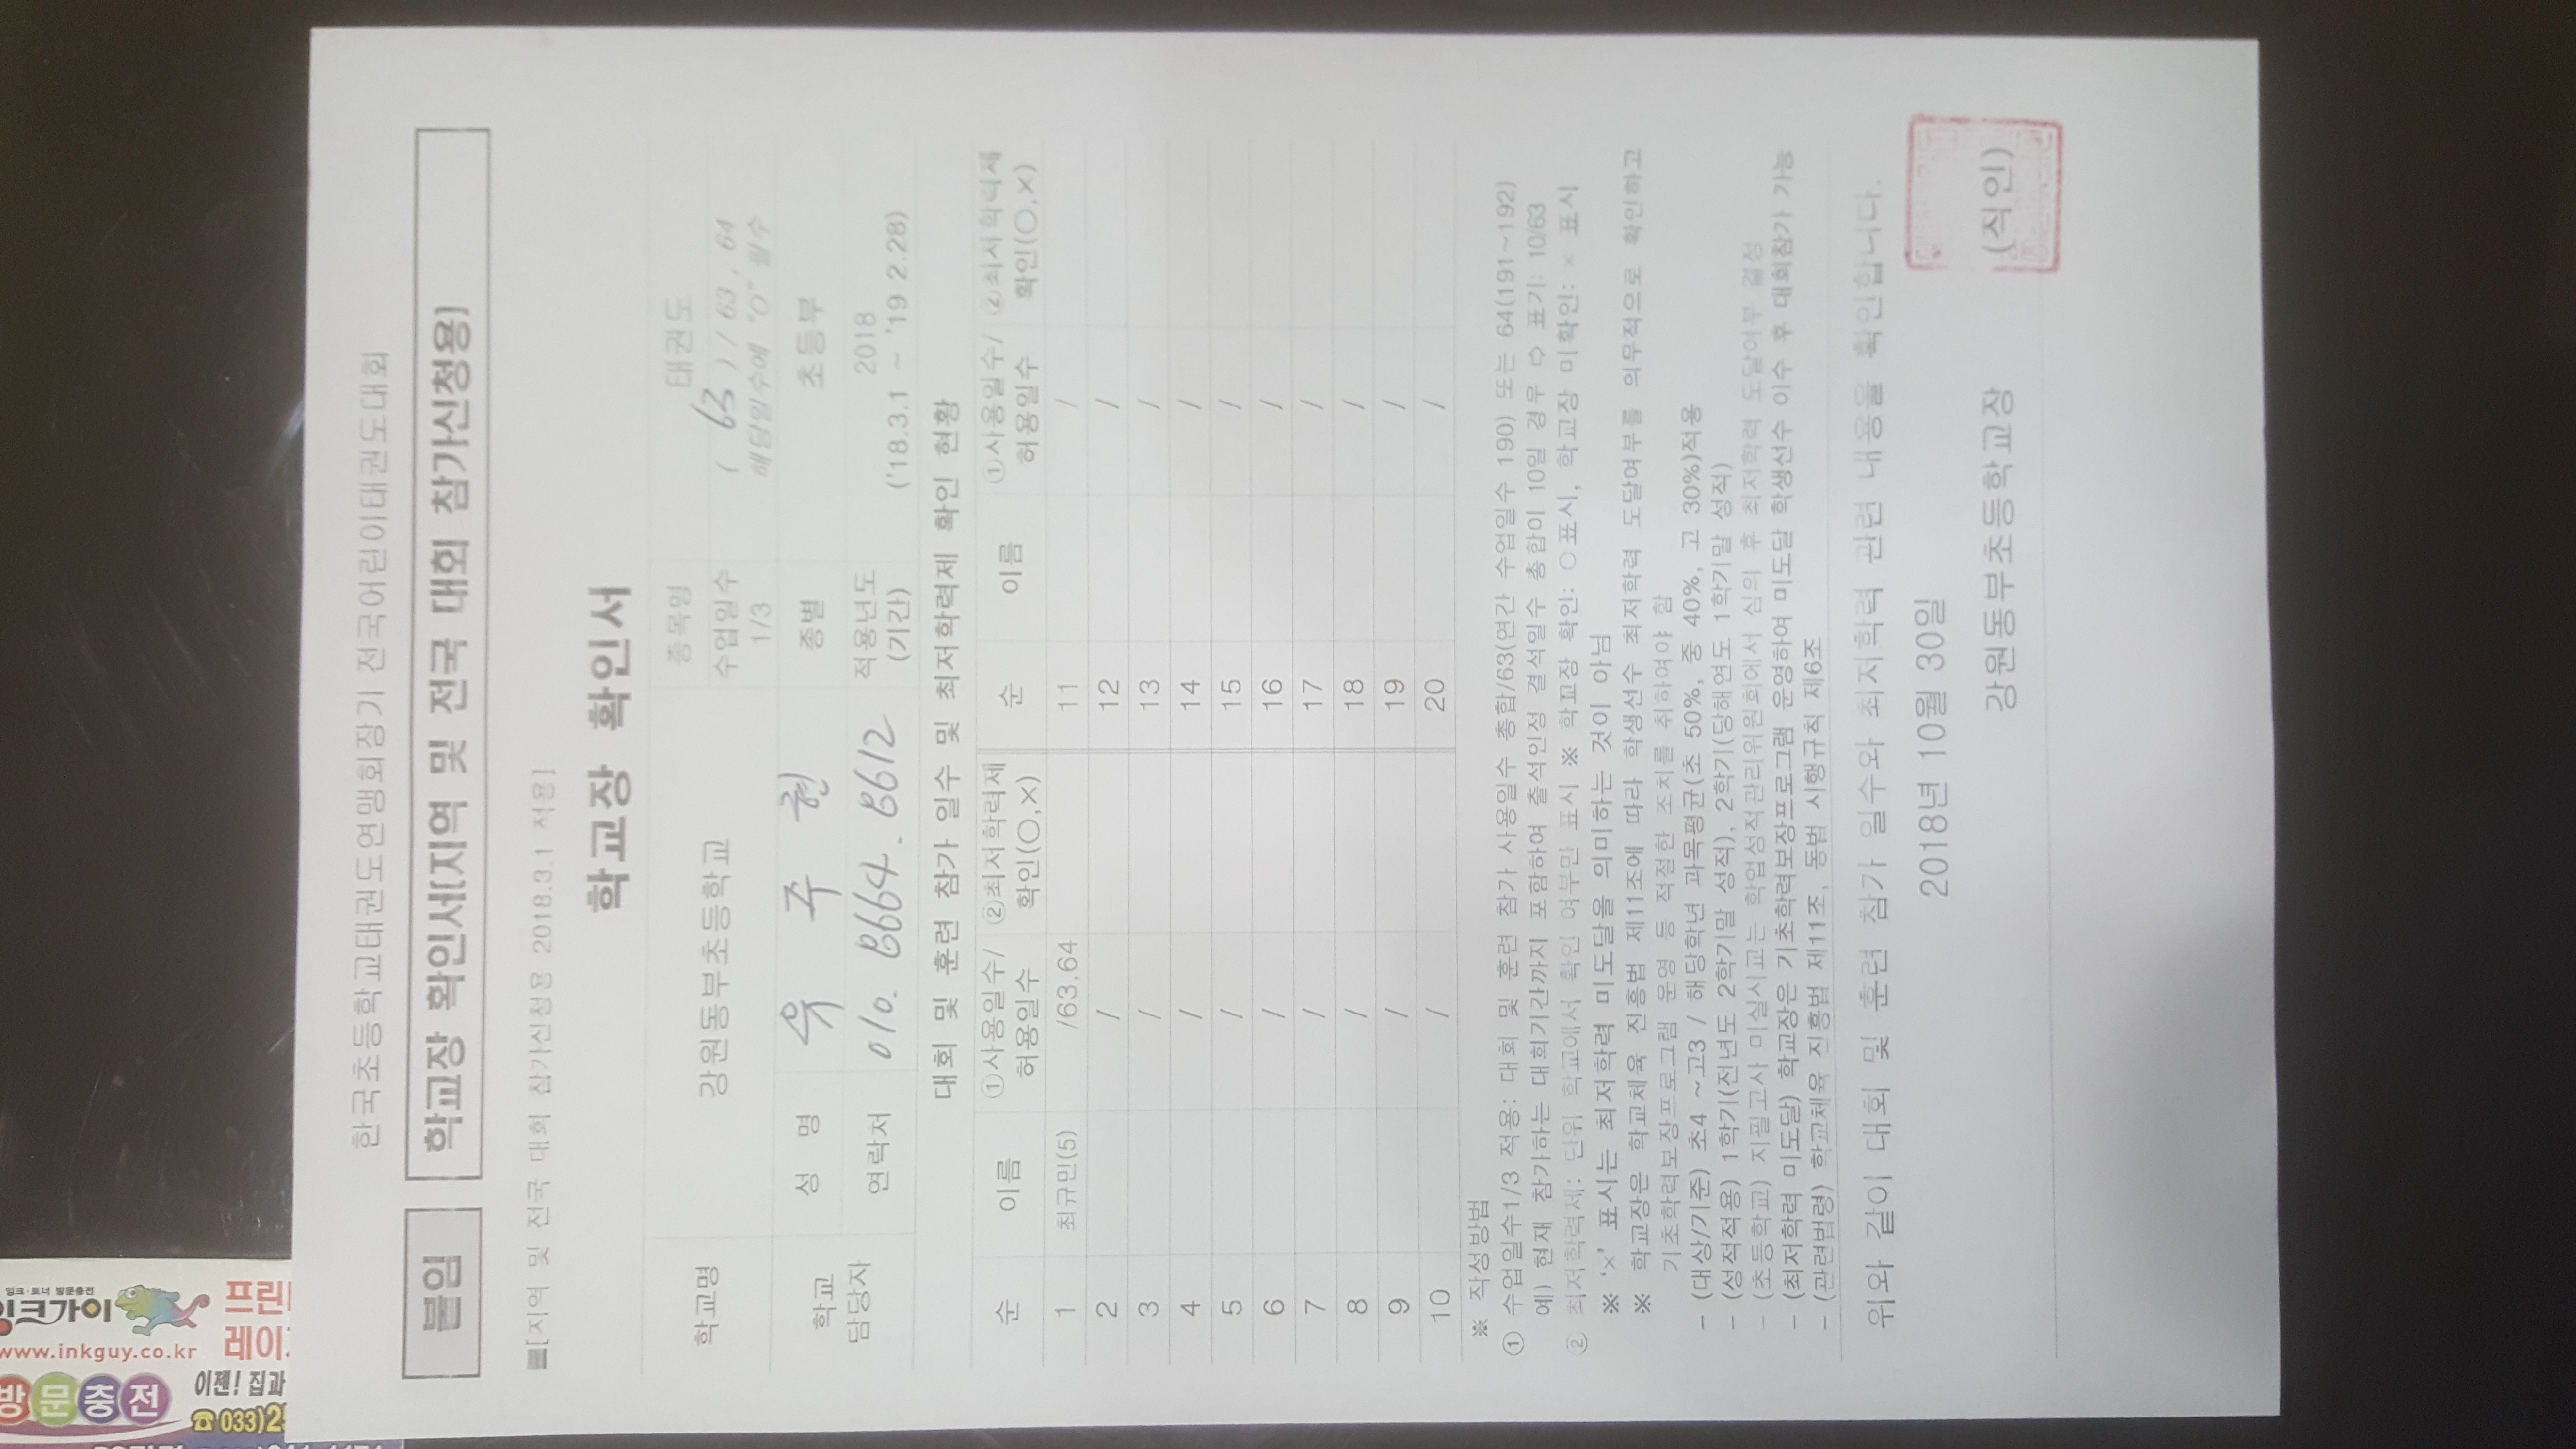 한국초등학교태권도연맹회장기 전국어린이태권도대회
붙임 학교장 확인서[지역 및 전국 대회 참가신청용]
■[지역 및 전국 대회 참가신청용 2018.3.1 적용]
학교장 확인서
학교명 강원동부초등학교 종목명 태권도
수업일수 1/3 ( 63 ) / 63, 64
해당일수에 "O" 필수
학교 담당자 성 명 유주현 종별 초등부
연락처 010. 8664. 8612 적용년도 (기간) 2018
('18.3.1 ~ '19 2.28)
대회 및 훈련 참가 일수 및 최저학력제 확인 현황
순 이름 ①사용일수/허용일수 ②최저학력제 확인(○,×) 순 이름 ①사용일수/허용일수 ②최저학력제 확인(○,×)
1 최규민(5) /63,64 11 /
2 / 12 /
3 / 13 /
4 / 14 /
5 / 15 /
6 / 16 /
7 / 17 /
8 / 18 /
9 / 19 /
10 / 20 /
※ 작성방법
① 수업일수1/3 적용: 대회 및 훈련 참가 사용일수 총합/63(연간 수업일수 190) 또는 64(191~192)
예) 현재 참가하는 대회기간까지 포함하여 출석인정 결석일수 총합이 10일 경우 ⇨ 표기: 10/63
② 최저학력제: 단위 학교에서 확인 여부만 표시 ※ 학교장 확인: ○ 표시, 학교장 미확인: × 표시
※ '×' 표시는 최저학력 미도달을 의미하는 것이 아님
※ 학교장은 학교체육 진흥법 제11조에 따라 학생선수 최저학력 도달여부를 의무적으로 확인하고
기초학력보장프로그램 운영 등 적절한 조치를 취하여야 함
- (대상/기준) 초4 ~고3 / 해당학년 과목평균(초 50%, 중 40%, 고 30%)적용
- (성적적용) 1학기(전년도 2학기말 성적), 2학기(당해연도 1학기말 성적)
- (초등학교) 지필고사 미실시교는 학업성적관리위원회에서 심의 후 최저학력 도달여부 결정
- (최저학력 미도달) 학교장은 기초학력보장프로그램 운영하여 미도달 학생선수 이수 후 대회참가 가능
- (관련법령) 학교체육 진흥법 제11조, 동법 시행규칙 제6조
위와 같이 대회 및 훈련 참가 일수와 최저학력 관련 내용을 확인합니다.
2018년 10월 30일
강원동부초등학교장 (직인)
잉크·토너 방문충전
잉크가이
www.inkguy.co.kr
프린
레이
방문충전
이젠! 집과
☎ 033)2